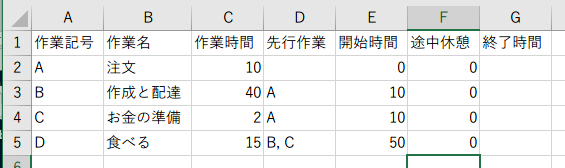 A B C D E F G
1 作業記号 作業名 作業時間 先行作業 開始時間 途中休憩 終了時間
2 A 注文 10 0 0
3 B 作成と配達 40 A 10 0
4 C お金の準備 2 A 10 0
5 D 食べる 15 B, C 50 0